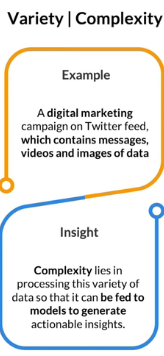 Variety | Complexity
Example
A digital marketing
campaign on Twitter feed,
which contains messages,
videos and images of data
Insight
Complexity lies in
processing this variety of
data so that it can be fed to
models to generate
actionable insights.